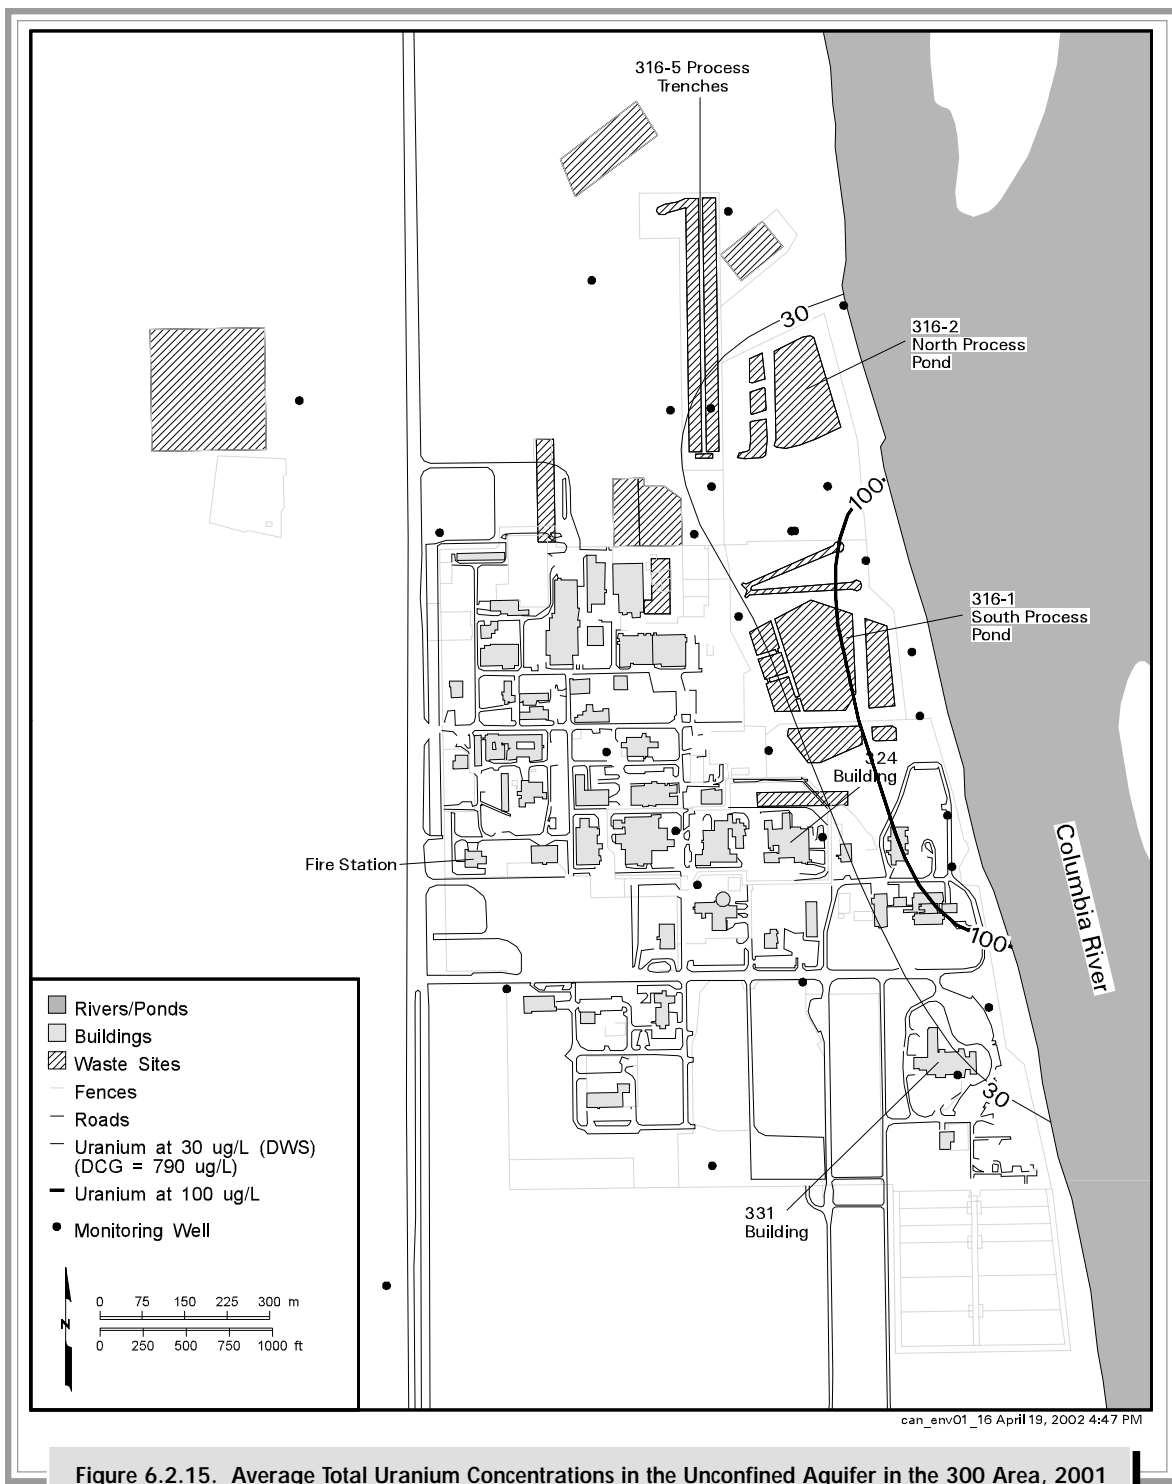 316-5 Process
Trenches
30
316-2
North Process
Pond
100
316-1
South Process
Pond
324
Building
Fire Station
Columbia River
100
30
331
Building
Rivers/Ponds
Buildings
Waste Sites
Fences
Roads
Uranium at 30 ug/L (DWS)
(DCG = 790 ug/L)
Uranium at 100 ug/L
Monitoring Well
N
0 75 150 225 300 m
0 250 500 750 1000 ft
can_env01_16 April 19, 2002 4:47 PM
Figure 6.2.15. Average Total Uranium Concentrations in the Unconfined Aquifer in the 300 Area, 2001